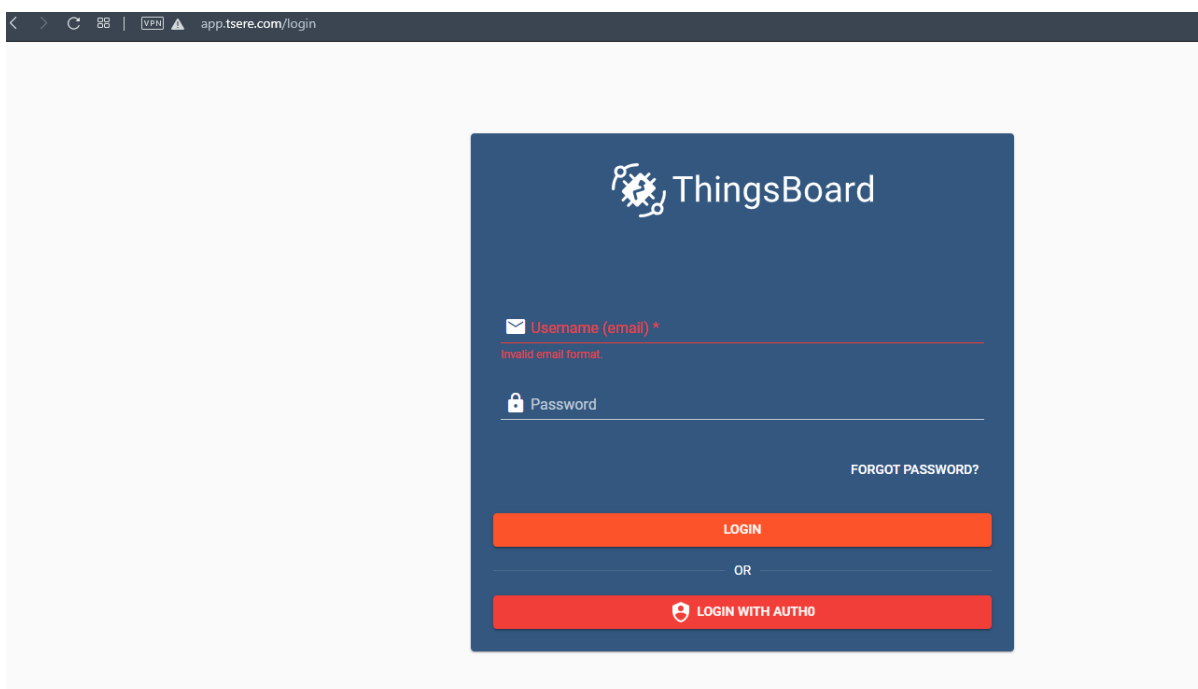 VPN app.tsere.com/login
ThingsBoard
Username (email) *
Invalid email format.
Password
FORGOT PASSWORD?
LOGIN
OR
LOGIN WITH AUTH0